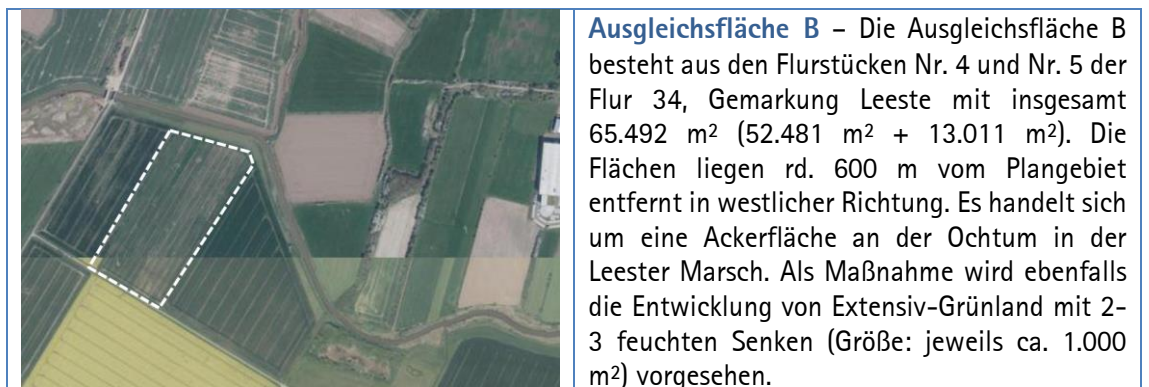 Ausgleichsfläche B – Die Ausgleichsfläche B
besteht aus den Flurstücken Nr. 4 und Nr. 5 der
Flur 34, Gemarkung Leeste mit insgesamt
65.492 m² (52.481 m² + 13.011 m²). Die
Flächen liegen rd. 600 m vom Plangebiet
entfernt in westlicher Richtung. Es handelt sich
um eine Ackerfläche an der Ochtum in der
Leester Marsch. Als Maßnahme wird ebenfalls
die Entwicklung von Extensiv-Grünland mit 2-
3 feuchten Senken (Größe: jeweils ca. 1.000
m²) vorgesehen.